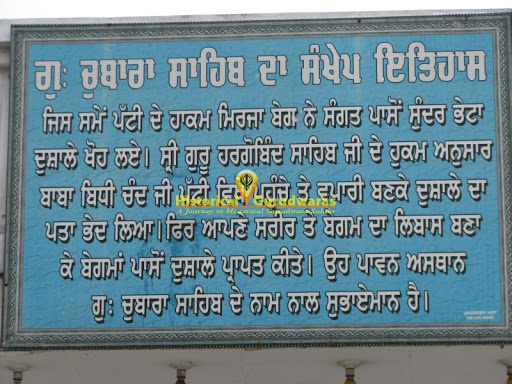 ਗੁ: ਚੁਬਾਰਾ ਸਾਹਿਬ ਦਾ ਸੰਖੇਪ ਇਤਿਹਾਸ
ਜਿਸ ਸਮੇਂ ਪੱਟੀ ਦੇ ਹਾਕਮ ਮਿਰਜਾ ਬੇਗ ਨੇ ਸੰਗਤ ਪਾਸੋਂ ਸੁੰਦਰ ਭੇਟਾ
ਦੁਸ਼ਾਲੇ ਖੋਹ ਲਏ। ਸ਼੍ਰੀ ਗੁਰੂ ਹਰਗੋਬਿੰਦ ਸਾਹਿਬ ਜੀ ਦੇ ਹੁਕਮ ਅਨੁਸਾਰ
ਬਾਬਾ ਬਿਧੀ ਚੰਦ ਜੀ ਪੱਟੀ ਵਿਚ ਪਹੁੰਚੇ ਤੇ ਵਪਾਰੀ ਬਣਕੇ ਦੁਸ਼ਾਲੇ ਦਾ
Historical Gurudwaras
A Journey to Historical Gurudwara Sahibs
ਪਤਾ ਭੇਦ ਲਿਆ। ਫਿਰ ਆਪਣੇ ਸਰੀਰ ਤੇ ਬੇਗਮ ਦਾ ਲਿਬਾਸ ਬਣਾ
ਕੇ ਬੇਗਮਾਂ ਪਾਸੋਂ ਦੁਸ਼ਾਲੇ ਪ੍ਰਾਪਤ ਕੀਤੇ। ਉਹ ਪਾਵਨ ਅਸਥਾਨ
ਗੁ: ਚੁਬਾਰਾ ਸਾਹਿਬ ਦੇ ਨਾਮ ਨਾਲ ਸੁਭਾਏਮਾਨ ਹੈ।